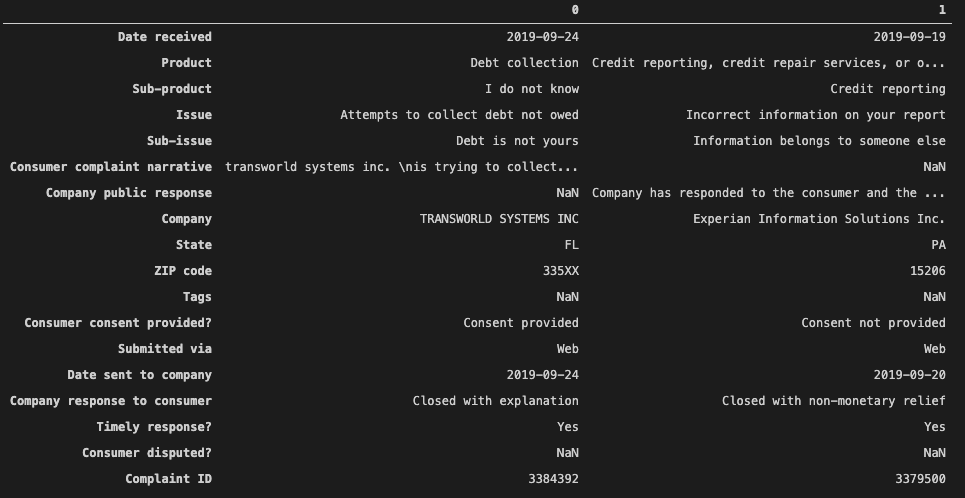 0 1
Date received 2019-09-24 2019-09-19
Product Debt collection Credit reporting, credit repair services, or o...
Sub-product I do not know Credit reporting
Issue Attempts to collect debt not owed Incorrect information on your report
Sub-issue Debt is not yours Information belongs to someone else
Consumer complaint narrative transworld systems inc. \nis trying to collect... NaN
Company public response NaN Company has responded to the consumer and the ...
Company TRANSWORLD SYSTEMS INC Experian Information Solutions Inc.
State FL PA
ZIP code 335XX 15206
Tags NaN NaN
Consumer consent provided? Consent provided Consent not provided
Submitted via Web Web
Date sent to company 2019-09-24 2019-09-20
Company response to consumer Closed with explanation Closed with non-monetary relief
Timely response? Yes Yes
Consumer disputed? NaN NaN
Complaint ID 3384392 3379500